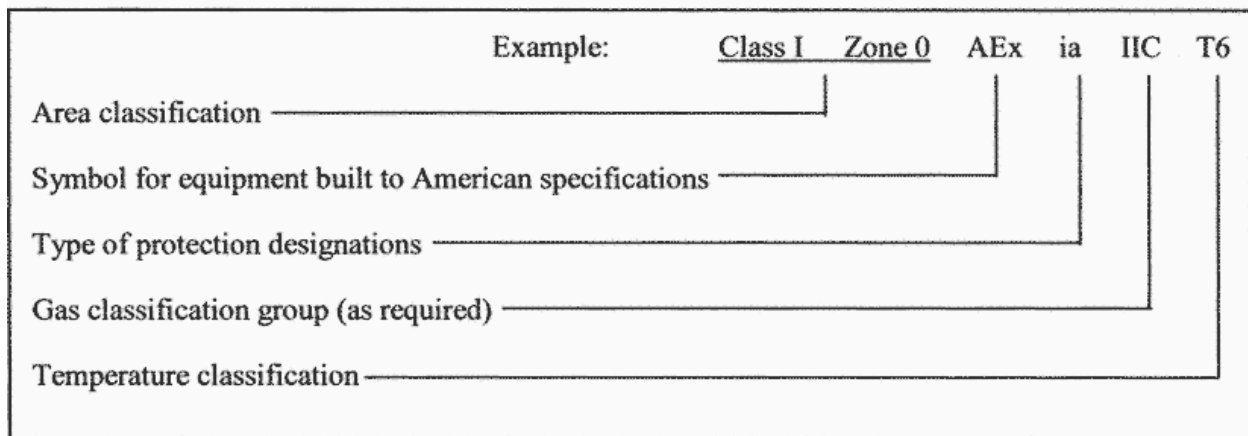 Example: Class I Zone 0 AEx ia IIC T6
Area classification
Symbol for equipment built to American specifications
Type of protection designations
Gas classification group (as required)
Temperature classification